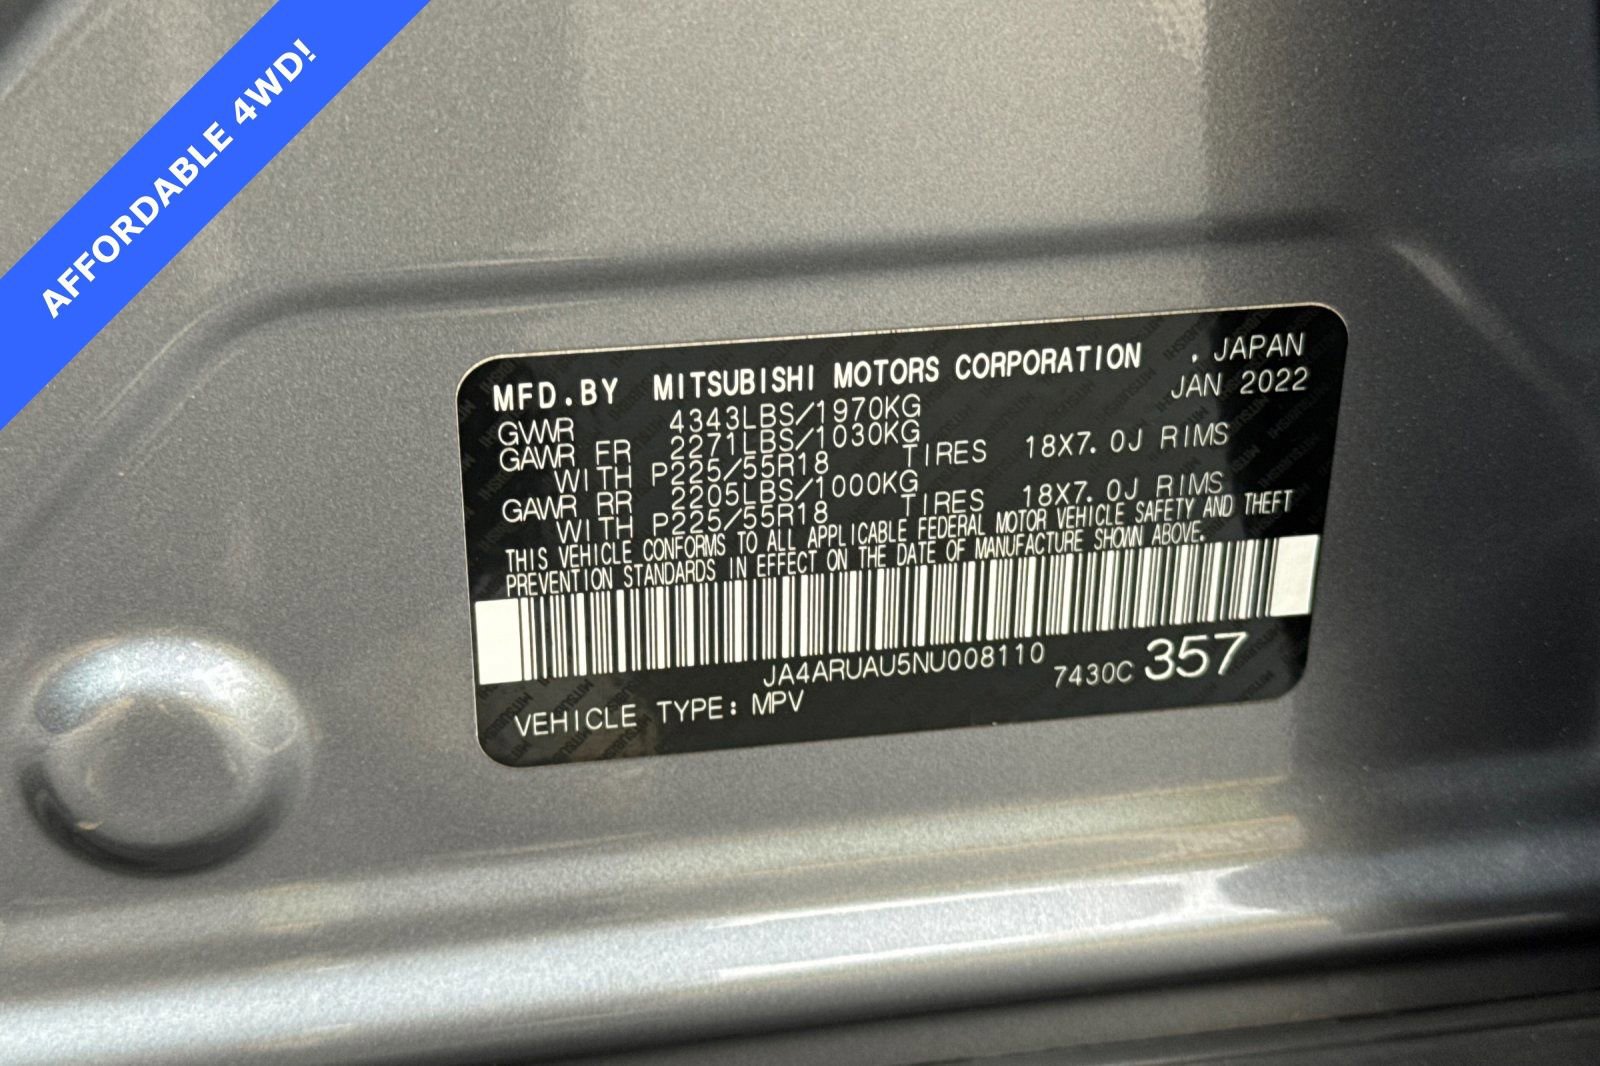 AFFORDABLE 4WD!
MFD.BY MITSUBISHI MOTORS CORPORATION . JAPAN
JAN 2022
GVWR 4343LBS/1970KG
GAWR FR 2271LBS/1030KG
WITH P225/55R18 TIRES 18X7.0J RIMS
GAWR RR 2205LBS/1000KG
WITH P225/55R18 TIRES 18X7.0J RIMS
THIS VEHICLE CONFORMS TO ALL APPLICABLE FEDERAL MOTOR VEHICLE SAFETY AND THEFT
PREVENTION STANDARDS IN EFFECT ON THE DATE OF MANUFACTURE SHOWN ABOVE.
JA4ARUAU5NU008110 7430C 357
VEHICLE TYPE: MPV